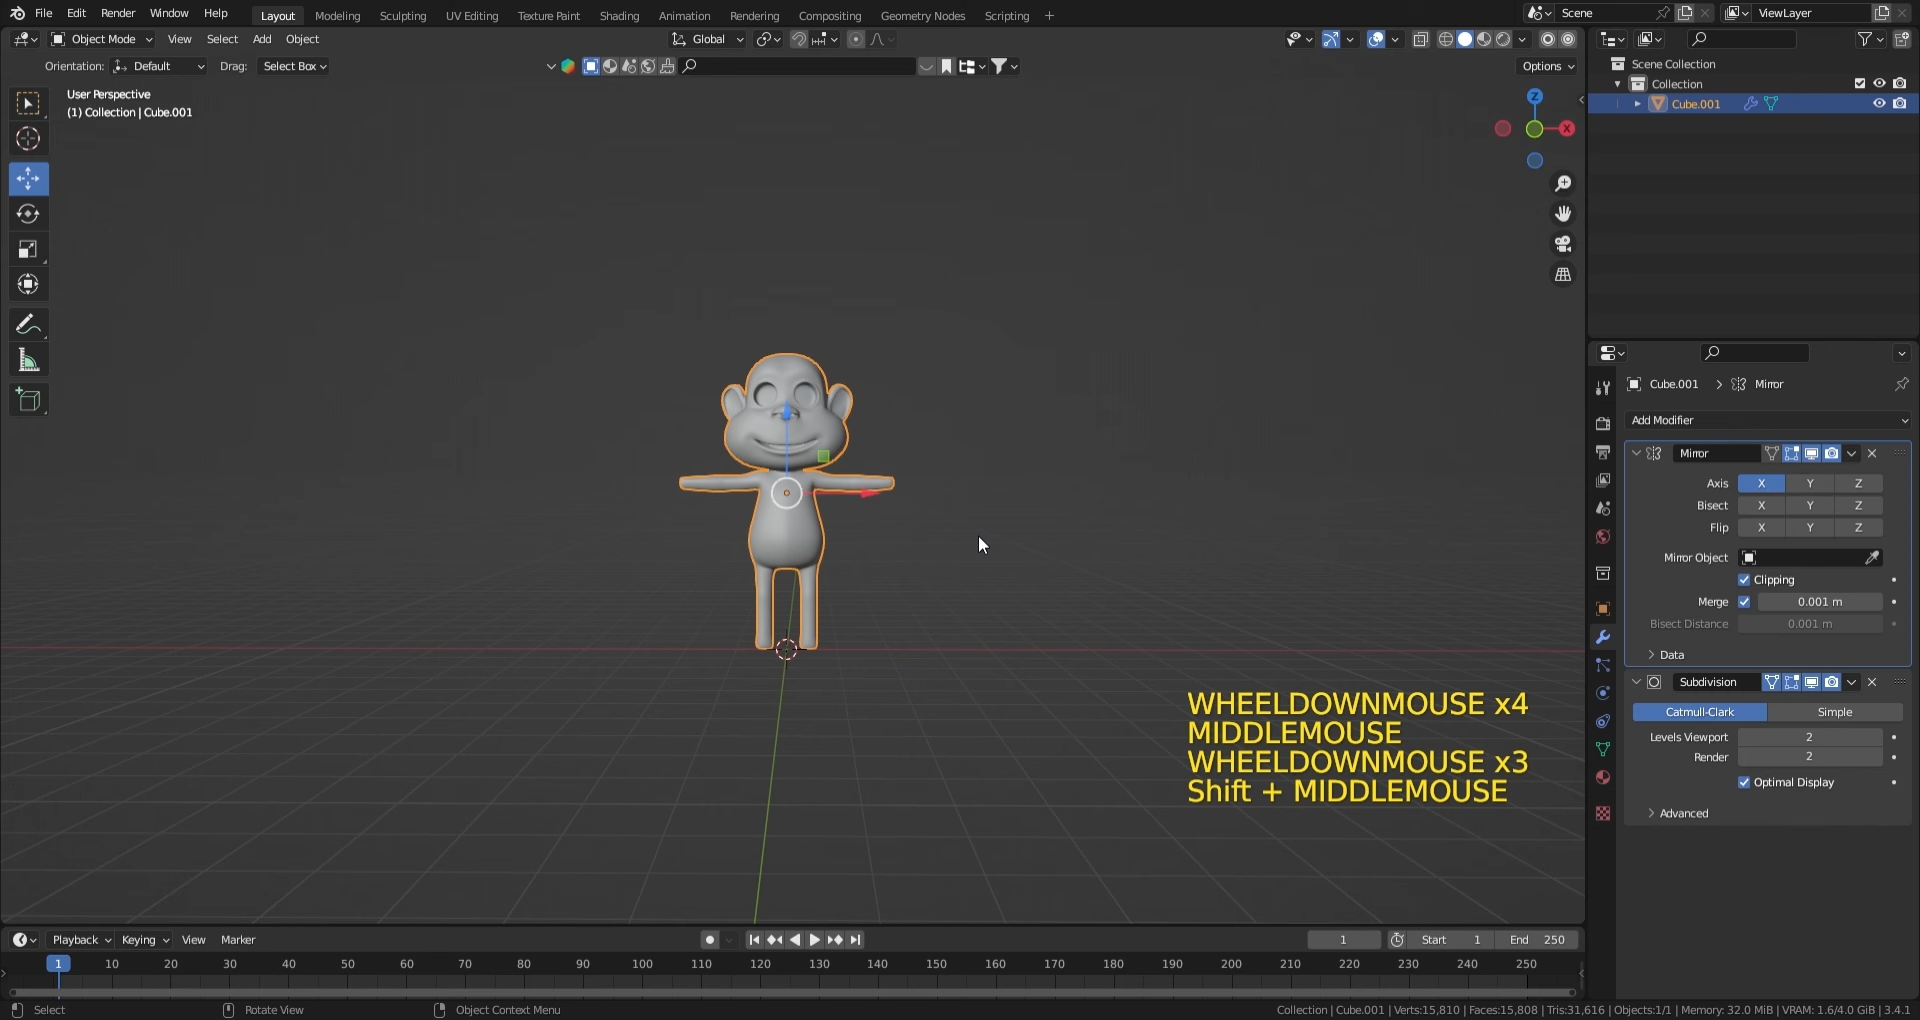 File Edit Render Window Help Layout Modeling Sculpting UV Editing Texture Paint Shading Animation Rendering Compositing Geometry Nodes Scripting + Scene ViewLayer
Object Mode View Select Add Object Global
Orientation: Default Drag: Select Box Options
User Perspective
(1) Collection | Cube.001
Z
X
Scene Collection
Collection
Cube.001
Cube.001 > Mirror
Add Modifier
Mirror
Axis X Y Z
Bisect X Y Z
Flip X Y Z
Mirror Object
Clipping
Merge 0.001 m
Bisect Distance 0.001 m
Data
Subdivision
Catmull-Clark Simple
Levels Viewport 2
Render 2
Optimal Display
Advanced
WHEELDOWNMOUSE x4
MIDDLEMOUSE
WHEELDOWNMOUSE x3
Shift + MIDDLEMOUSE
Playback Keying View Marker 1 Start 1 End 250
1 10 20 30 40 50 60 70 80 90 100 110 120 130 140 150 160 170 180 190 200 210 220 230 240 250
Select Rotate View Object Context Menu Collection | Cube.001 | Verts:15,810 | Faces:15,808 | Tris:31,616 | Objects:1/1 | Memory: 32.0 MiB | VRAM: 1.6/4.0 GiB | 3.4.1